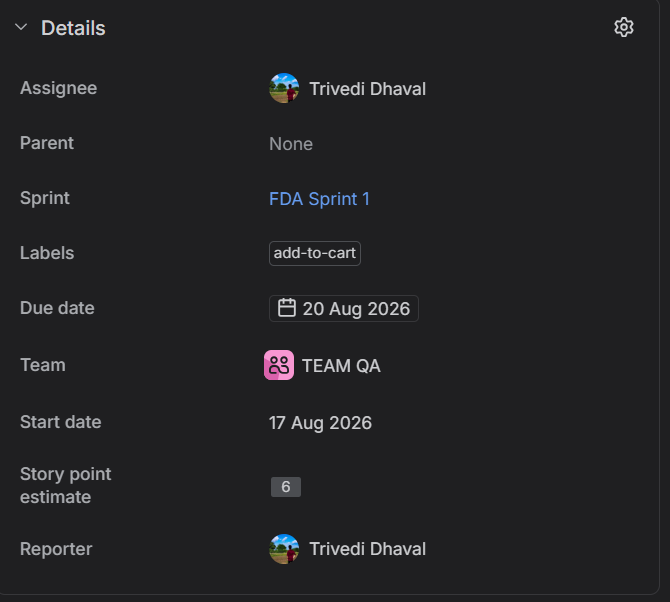 Details
Assignee
Trivedi Dhaval
Parent
None
Sprint
FDA Sprint 1
Labels
add-to-cart
Due date
20 Aug 2026
Team
TEAM QA
Start date
17 Aug 2026
Story point
estimate
6
Reporter
Trivedi Dhaval